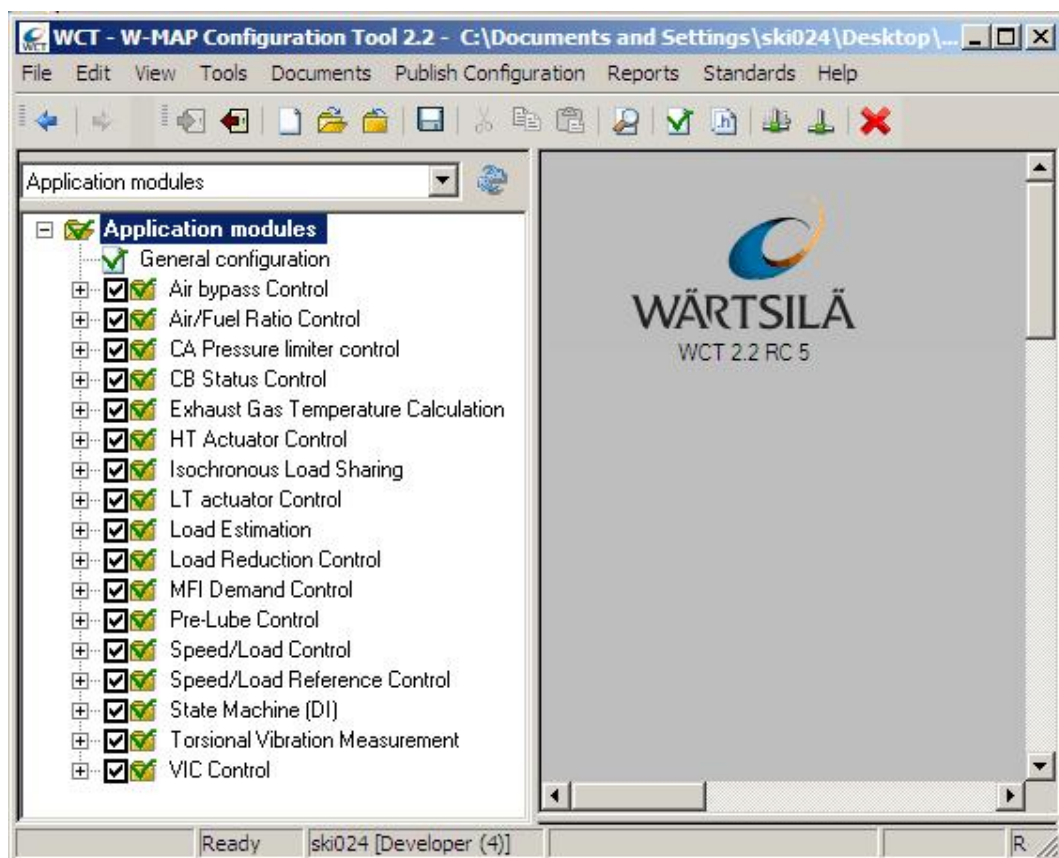 WCT - W-MAP Configuration Tool 2.2 - C:\Documents and Settings\ski024\Desktop\...
File Edit View Tools Documents Publish Configuration Reports Standards Help
.h
Application modules
Application modules
General configuration
Air bypass Control
Air/Fuel Ratio Control
CA Pressure limiter control
CB Status Control
Exhaust Gas Temperature Calculation
HT Actuator Control
Isochronous Load Sharing
LT actuator Control
Load Estimation
Load Reduction Control
MFI Demand Control
Pre-Lube Control
Speed/Load Control
Speed/Load Reference Control
State Machine (DI)
Torsional Vibration Measurement
VIC Control
WÄRTSILÄ
WCT 2.2 RC 5
Ready ski024 [Developer (4)] R